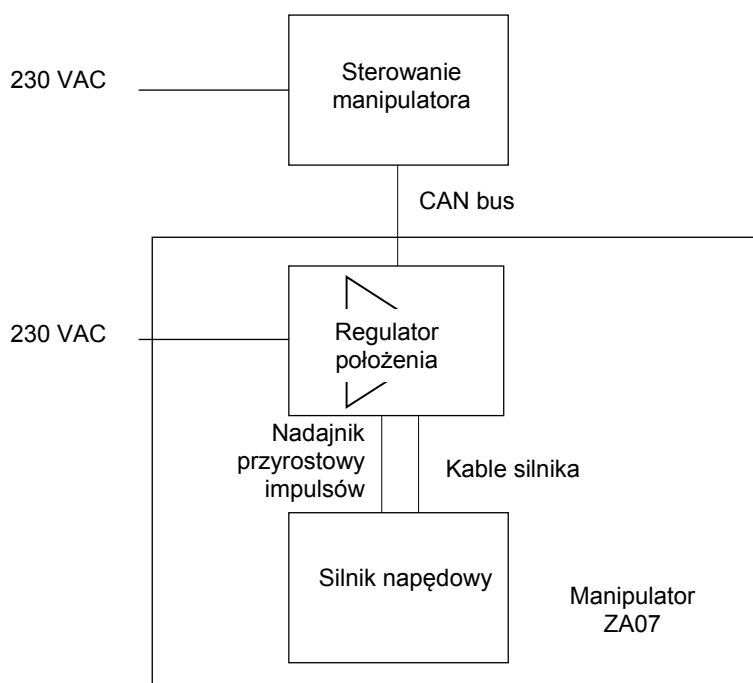 230 VAC
Sterowanie
manipulatora
CAN bus
230 VAC
Regulator
położenia
Nadajnik
przyrostowy
impulsów
Kable silnika
Silnik napędowy
Manipulator
ZA07